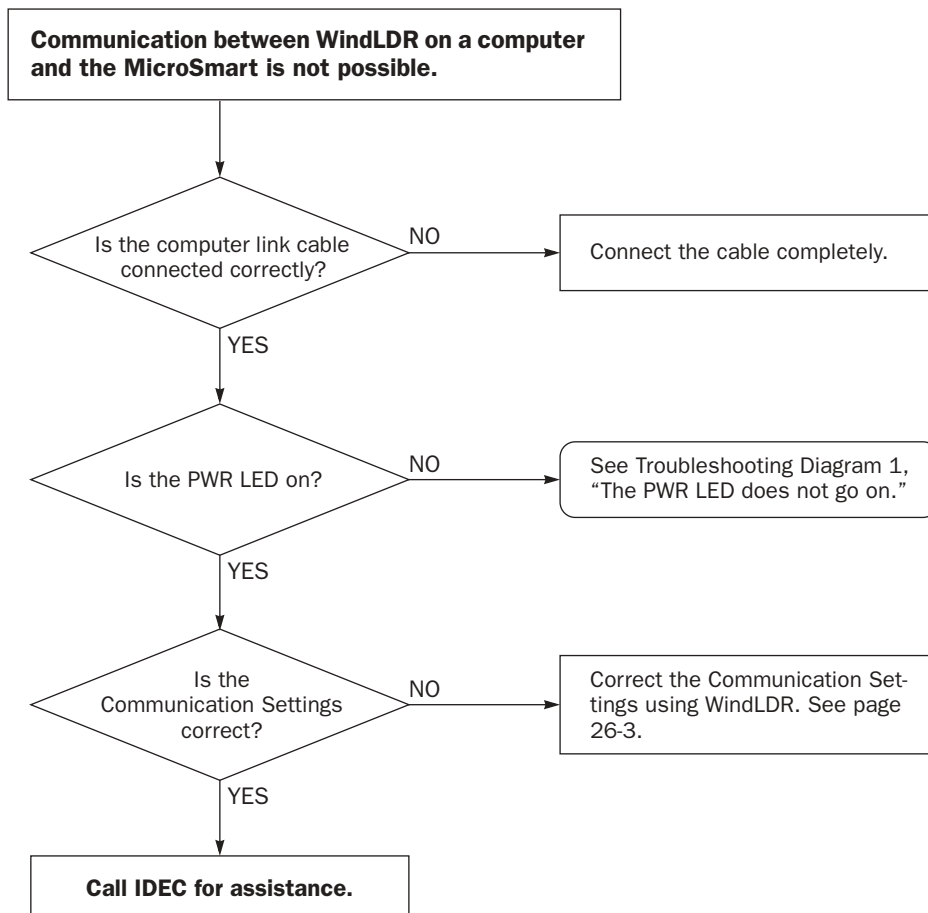 Communication between WindLDR on a computer
and the MicroSmart is not possible.
Is the computer link cable
connected correctly?
NO
Connect the cable completely.
YES
Is the PWR LED on?
NO
See Troubleshooting Diagram 1,
“The PWR LED does not go on.”
YES
Is the
Communication Settings
correct?
NO
Correct the Communication Set-
tings using WindLDR. See page
26-3.
YES
Call IDEC for assistance.